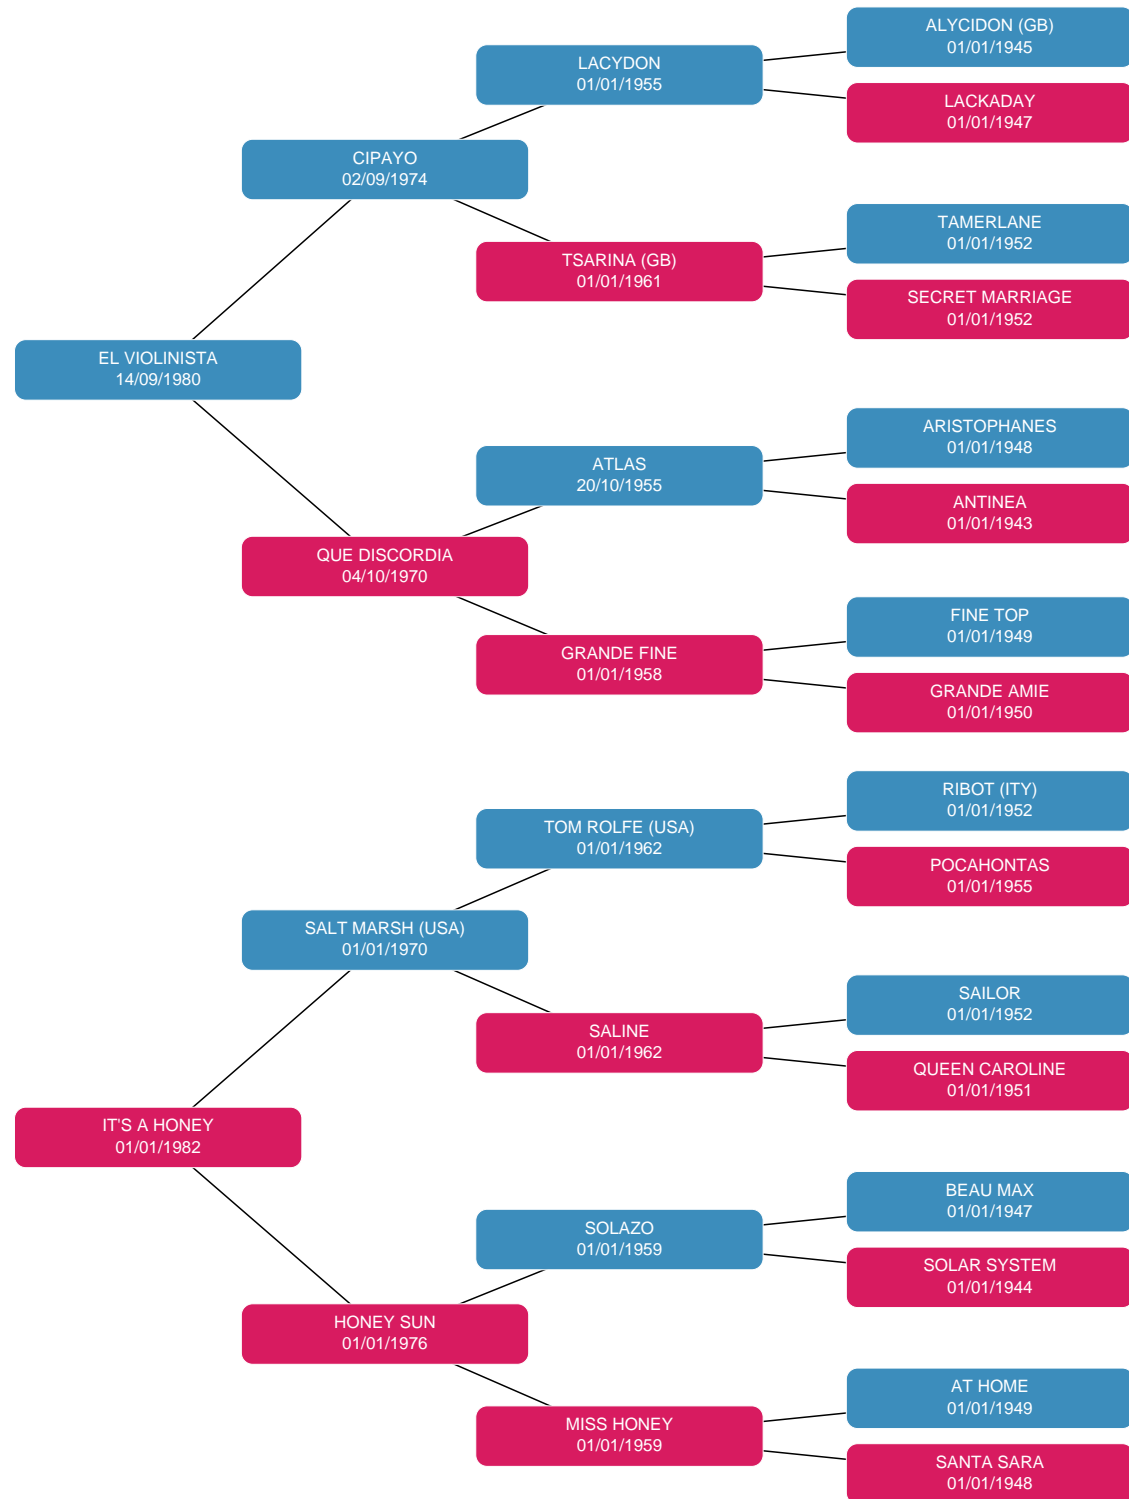 ALYCIDON (GB)
01/01/1945
LACYDON
01/01/1955
LACKADAY
01/01/1947
CIPAYO
02/09/1974
TAMERLANE
01/01/1952
TSARINA (GB)
01/01/1961
SECRET MARRIAGE
01/01/1952
EL VIOLINISTA
14/09/1980
ARISTOPHANES
01/01/1948
ATLAS
20/10/1955
ANTINEA
01/01/1943
QUE DISCORDIA
04/10/1970
FINE TOP
01/01/1949
GRANDE FINE
01/01/1958
GRANDE AMIE
01/01/1950
RIBOT (ITY)
01/01/1952
TOM ROLFE (USA)
01/01/1962
POCAHONTAS
01/01/1955
SALT MARSH (USA)
01/01/1970
SAILOR
01/01/1952
SALINE
01/01/1962
QUEEN CAROLINE
01/01/1951
IT'S A HONEY
01/01/1982
BEAU MAX
01/01/1947
SOLAZO
01/01/1959
SOLAR SYSTEM
01/01/1944
HONEY SUN
01/01/1976
AT HOME
01/01/1949
MISS HONEY
01/01/1959
SANTA SARA
01/01/1948